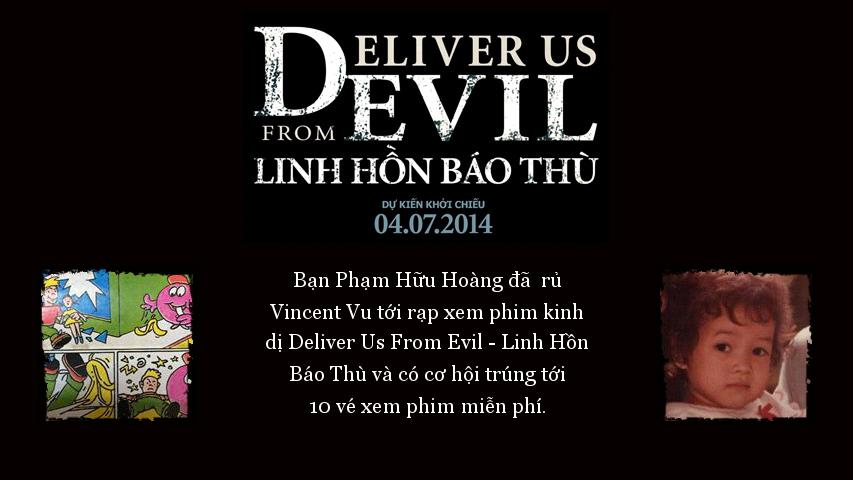 DELIVER US
FROM EVIL
LINH HỒN BÁO THÙ
DỰ KIẾN KHỞI CHIẾU
04.07.2014
Bạn Phạm Hữu Hoàng đã rủ
Vincent Vu tới rạp xem phim kinh
dị Deliver Us From Evil - Linh Hồn
Báo Thù và có cơ hội trúng tới
10 vé xem phim miễn phí.